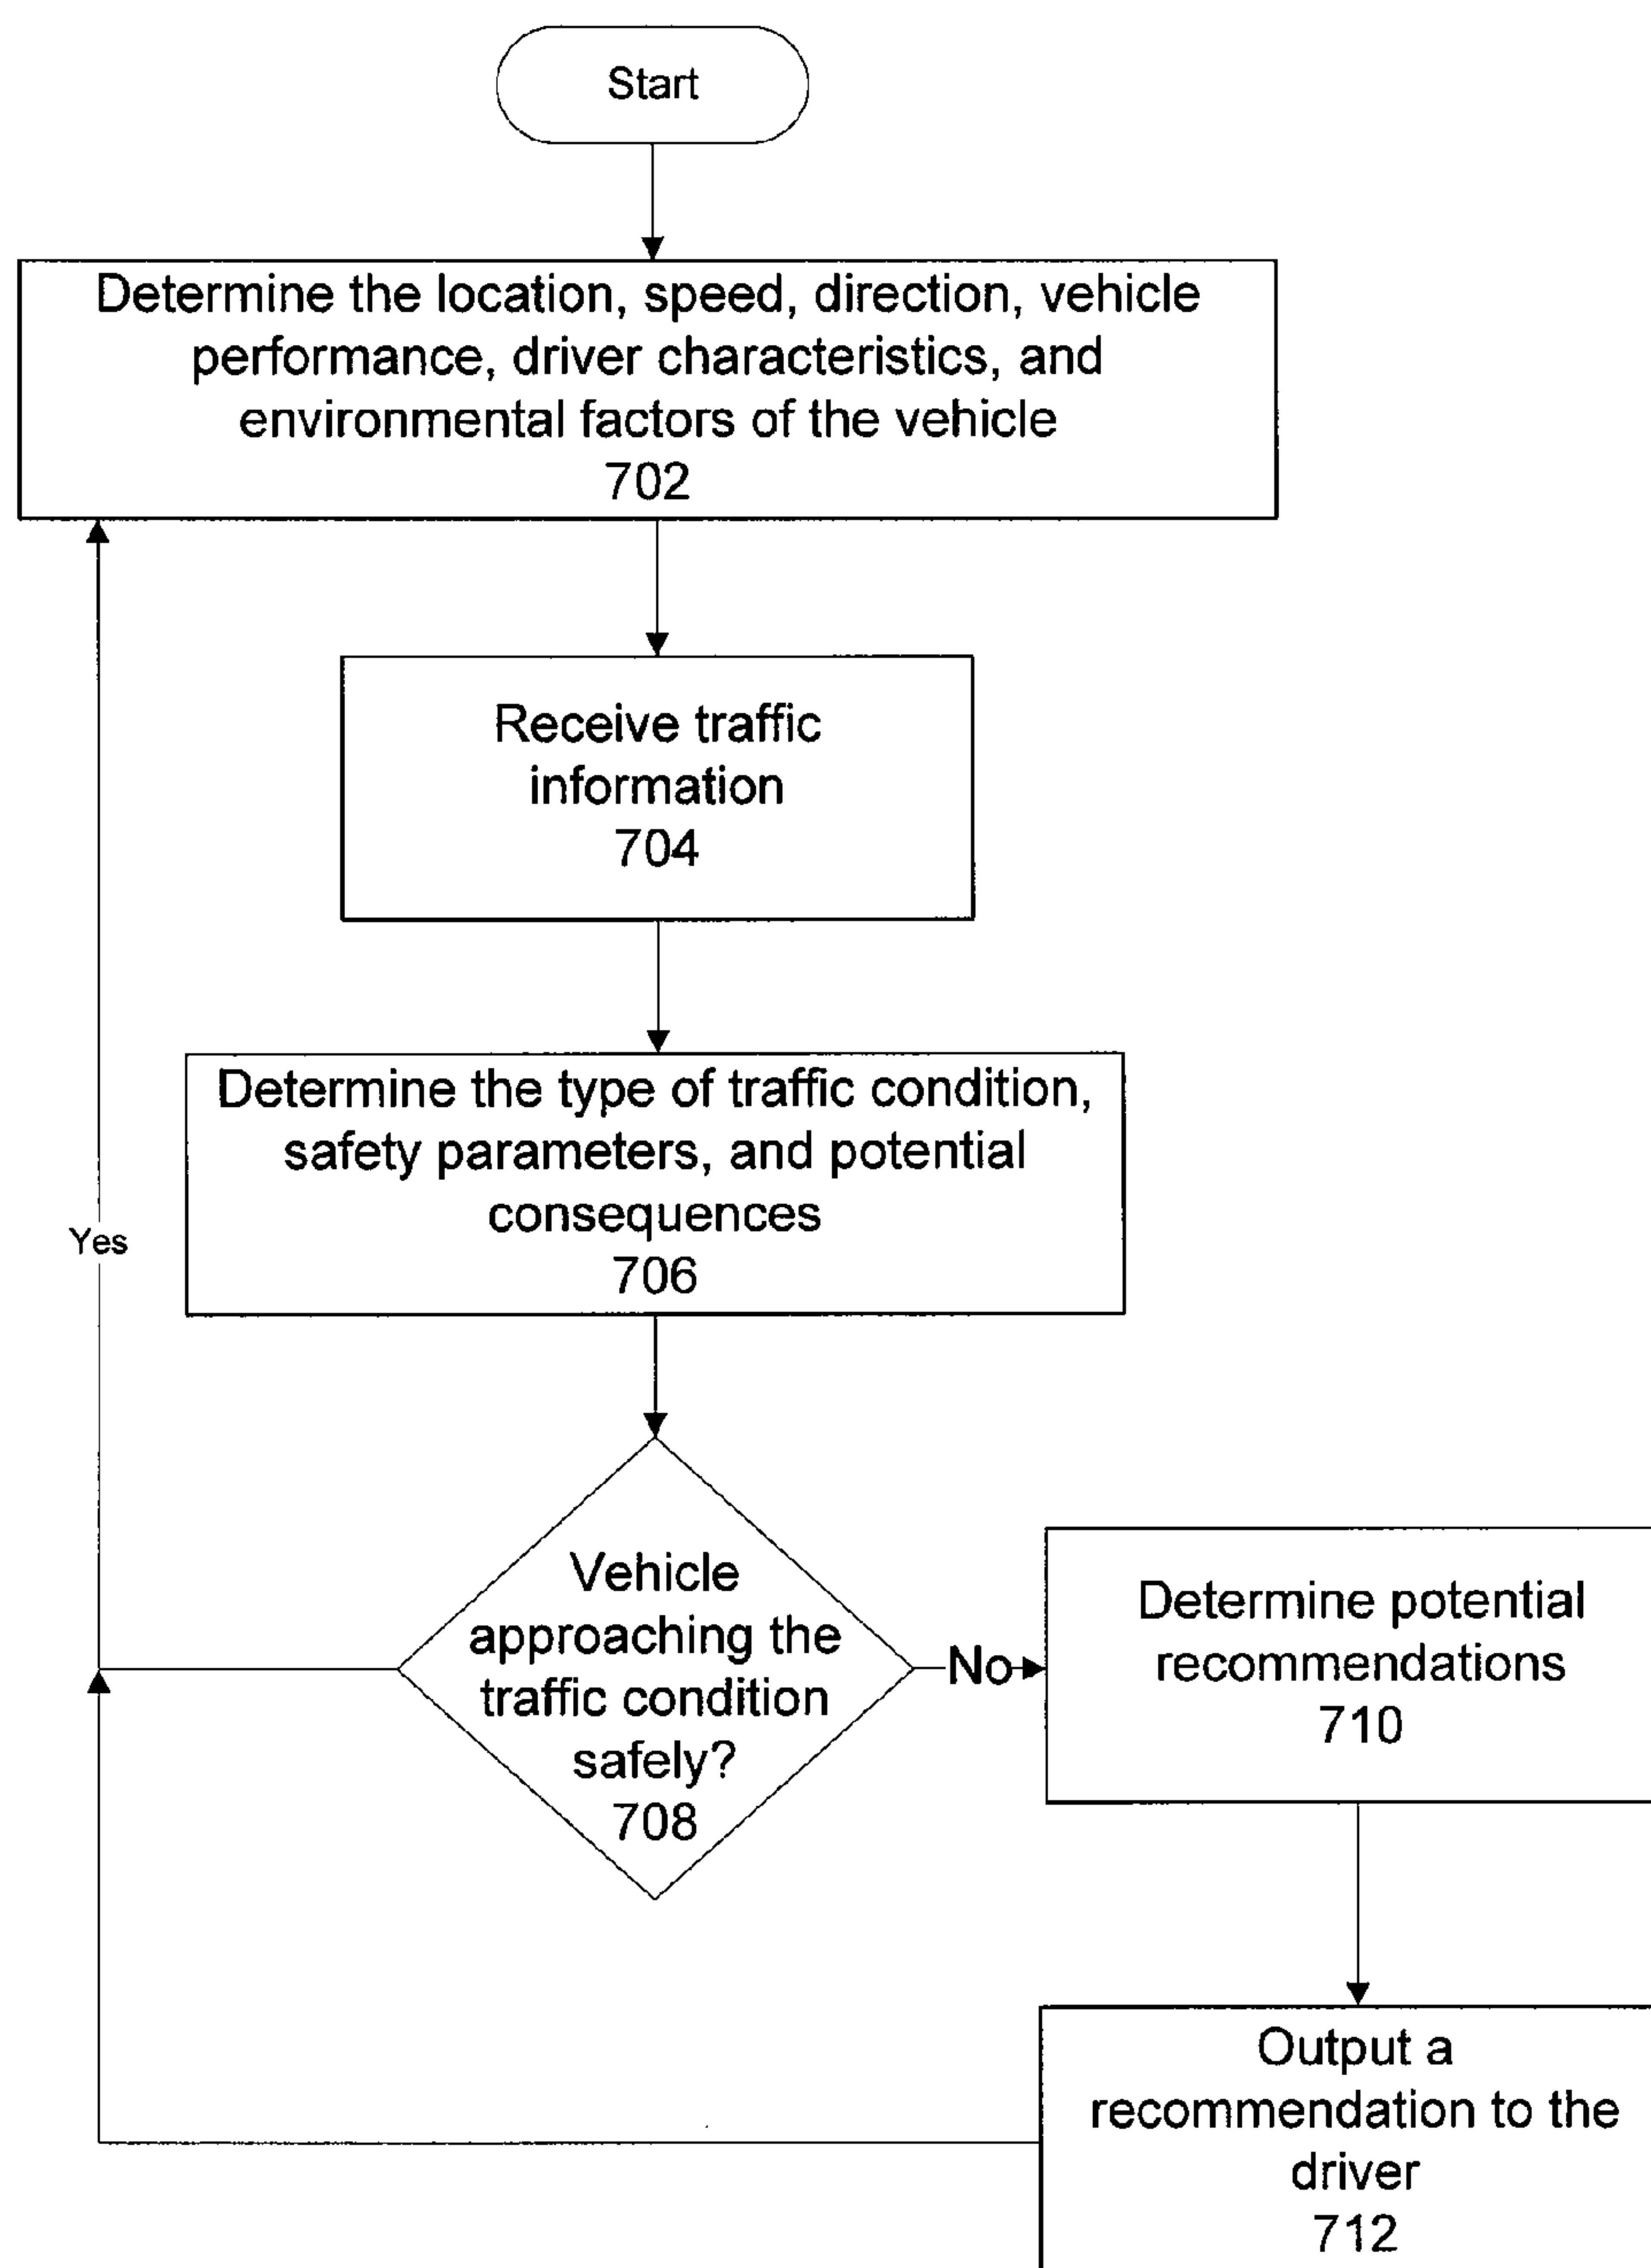 Start
Determine the location, speed, direction, vehicle
performance, driver characteristics, and
environmental factors of the vehicle
702
Receive traffic
information
704
Determine the type of traffic condition,
safety parameters, and potential
consequences
706
Yes
Vehicle
approaching the
traffic condition
safely?
708
No
Determine potential
recommendations
710
Output a
recommendation to the
driver
712